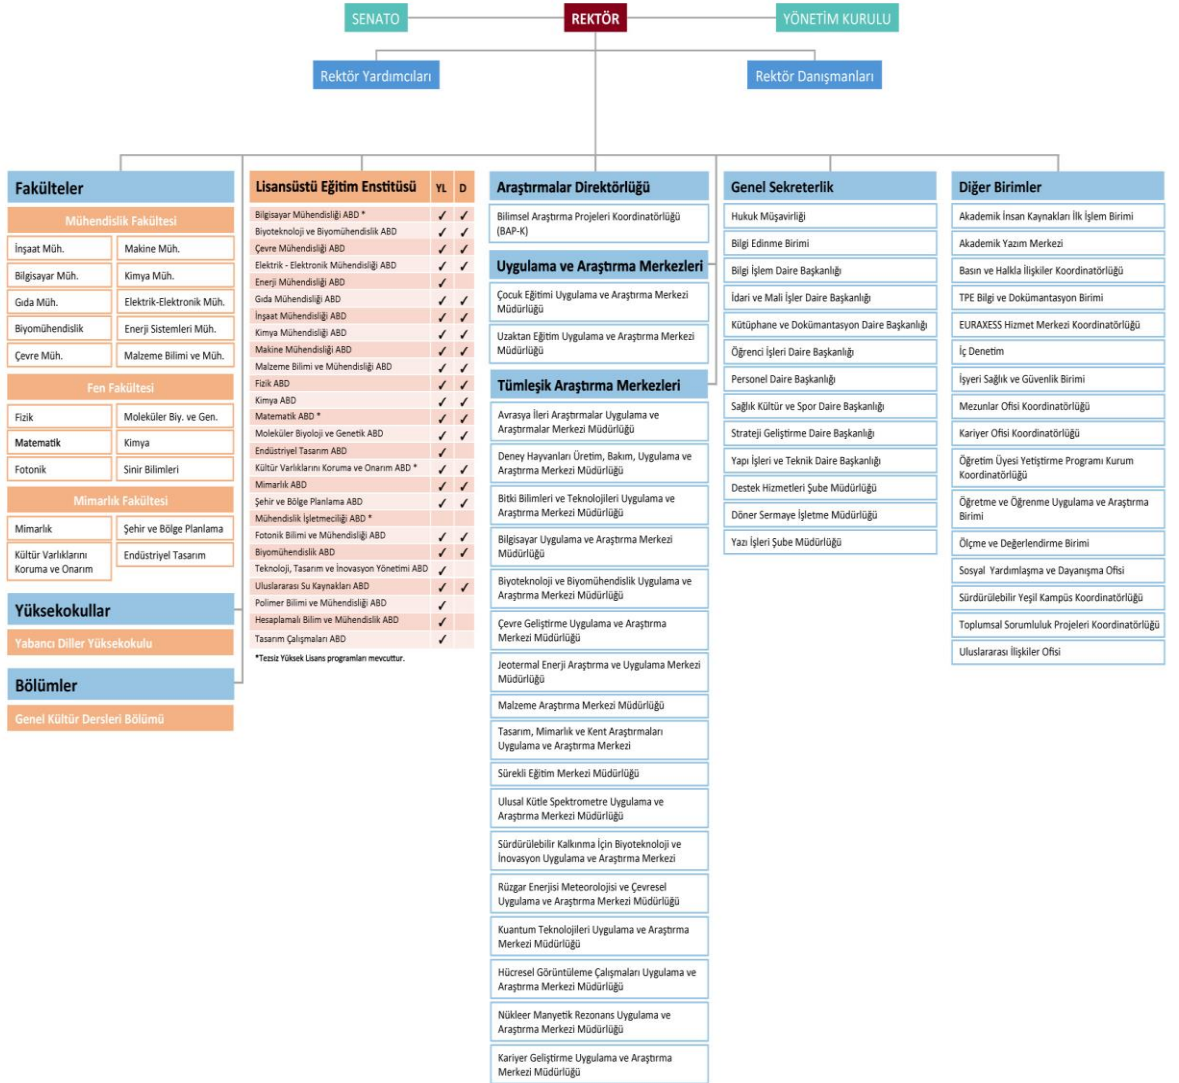 SENATO
REKTÖR
YÖNETİM KURULU
Rektör Yardımcıları
Rektör Danışmanları
Fakülteler
Mühendislik Fakültesi
İnşaat Müh.
Makine Müh.
Bilgisayar Müh.
Kimya Müh.
Gıda Müh.
Elektrik-Elektronik Müh.
Biyomühendislik
Enerji Sistemleri Müh.
Çevre Müh.
Malzeme Bilimi ve Müh.
Fen Fakültesi
Fizik
Moleküler Biy. ve Gen.
Matematik
Kimya
Fotonik
Sinir Bilimleri
Mimarlık Fakültesi
Mimarlık
Şehir ve Bölge Planlama
Kültür Varlıklarını
Koruma ve Onarım
Endüstriyel Tasarım
Yüksekokullar
Yabancı Diller Yüksekokulu
Bölümler
Genel Kültür Dersleri Bölümü
Lisansüstü Eğitim Enstitüsü YL D
Bilgisayar Mühendisliği ABD * ✓ ✓
Biyoteknoloji ve Biyomühendislik ABD ✓ ✓
Çevre Mühendisliği ABD ✓ ✓
Elektrik - Elektronik Mühendisliği ABD ✓ ✓
Enerji Mühendisliği ABD ✓
Gıda Mühendisliği ABD ✓ ✓
İnşaat Mühendisliği ABD ✓ ✓
Kimya Mühendisliği ABD ✓ ✓
Makine Mühendisliği ABD ✓ ✓
Malzeme Bilimi ve Mühendisliği ABD ✓ ✓
Fizik ABD ✓ ✓
Kimya ABD ✓ ✓
Matematik ABD * ✓ ✓
Moleküler Biyoloji ve Genetik ABD ✓ ✓
Endüstriyel Tasarım ABD ✓
Kültür Varlıklarını Koruma ve Onarım ABD * ✓ ✓
Mimarlık ABD ✓ ✓
Şehir ve Bölge Planlama ABD ✓ ✓
Mühendislik İşletmeciliği ABD *
Fotonik Bilimi ve Mühendisliği ABD ✓ ✓
Biyomühendislik ABD ✓ ✓
Teknoloji, Tasarım ve İnovasyon Yönetimi ABD ✓
Uluslararası Su Kaynakları ABD ✓ ✓
Polimer Bilimi ve Mühendisliği ABD ✓
Hesaplamalı Bilim ve Mühendislik ABD ✓
Tasarım Çalışmaları ABD ✓
*Tezsiz Yüksek Lisans programları mevcuttur.
Araştırmalar Direktörlüğü
Bilimsel Araştırma Projeleri Koordinatörlüğü
(BAP-K)
Uygulama ve Araştırma Merkezleri
Çocuk Eğitimi Uygulama ve Araştırma Merkezi
Müdürlüğü
Uzaktan Eğitim Uygulama ve Araştırma Merkezi
Müdürlüğü
Tümleşik Araştırma Merkezleri
Avrasya İleri Araştırmalar Uygulama ve
Araştırmalar Merkezi Müdürlüğü
Deney Hayvanları Üretim, Bakım, Uygulama ve
Araştırma Merkezi Müdürlüğü
Bitki Bilimleri ve Teknolojileri Uygulama ve
Araştırma Merkezi Müdürlüğü
Bilgisayar Uygulama ve Araştırma Merkezi
Müdürlüğü
Biyoteknoloji ve Biyomühendislik Uygulama ve
Araştırma Merkezi Müdürlüğü
Çevre Geliştirme Uygulama ve Araştırma
Merkezi Müdürlüğü
Jeotermal Enerji Araştırma ve Uygulama Merkezi
Müdürlüğü
Malzeme Araştırma Merkezi Müdürlüğü
Tasarım, Mimarlık ve Kent Araştırmaları
Uygulama ve Araştırma Merkezi
Sürekli Eğitim Merkezi Müdürlüğü
Ulusal Kütle Spektrometre Uygulama ve
Araştırma Merkezi Müdürlüğü
Sürdürülebilir Kalkınma İçin Biyoteknoloji ve
İnovasyon Uygulama ve Araştırma Merkezi
Rüzgar Enerjisi Meteorolojisi ve Çevresel
Uygulama ve Araştırma Merkezi Müdürlüğü
Kuantum Teknolojileri Uygulama ve Araştırma
Merkezi Müdürlüğü
Hücresel Görüntüleme Çalışmaları Uygulama ve
Araştırma Merkezi Müdürlüğü
Nükleer Manyetik Rezonans Uygulama ve
Araştırma Merkezi Müdürlüğü
Kariyer Geliştirme Uygulama ve Araştırma
Merkezi Müdürlüğü
Genel Sekreterlik
Hukuk Müşavirliği
Bilgi Edinme Birimi
Bilgi İşlem Daire Başkanlığı
İdari ve Mali İşler Daire Başkanlığı
Kütüphane ve Dokümantasyon Daire Başkanlığı
Öğrenci İşleri Daire Başkanlığı
Personel Daire Başkanlığı
Sağlık Kültür ve Spor Daire Başkanlığı
Strateji Geliştirme Daire Başkanlığı
Yapı İşleri ve Teknik Daire Başkanlığı
Destek Hizmetleri Şube Müdürlüğü
Döner Sermaye İşletme Müdürlüğü
Yazı İşleri Şube Müdürlüğü
Diğer Birimler
Akademik İnsan Kaynakları İlk İşlem Birimi
Akademik Yazım Merkezi
Basın ve Halkla İlişkiler Koordinatörlüğü
TPE Bilgi ve Dokümantasyon Birimi
EURAXESS Hizmet Merkezi Koordinatörlüğü
İç Denetim
İşyeri Sağlık ve Güvenlik Birimi
Mezunlar Ofisi Koordinatörlüğü
Kariyer Ofisi Koordinatörlüğü
Öğretim Üyesi Yetiştirme Programı Kurum
Koordinatörlüğü
Öğretme ve Öğrenme Uygulama ve Araştırma
Birimi
Ölçme ve Değerlendirme Birimi
Sosyal Yardımlaşma ve Dayanışma Ofisi
Sürdürülebilir Yeşil Kampüs Koordinatörlüğü
Toplumsal Sorumluluk Projeleri Koordinatörlüğü
Uluslararası İlişkiler Ofisi